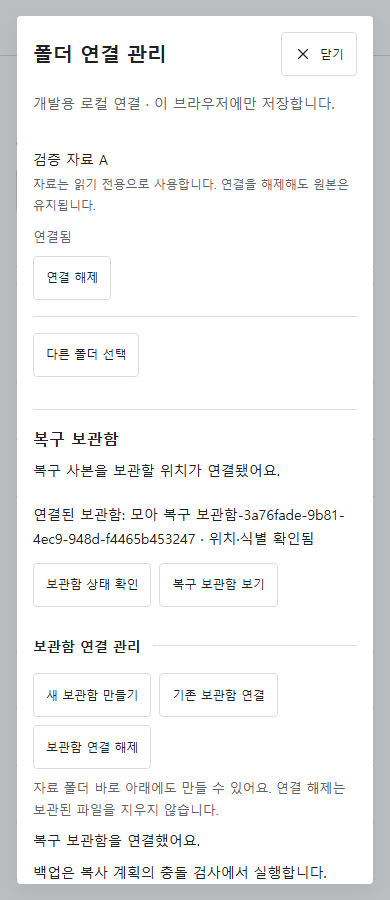 폴더 연결 관리
닫기
개발용 로컬 연결 · 이 브라우저에만 저장합니다.
검증 자료 A
자료는 읽기 전용으로 사용합니다. 연결을 해제해도 원본은
유지됩니다.
연결됨
연결 해제
다른 폴더 선택
복구 보관함
복구 사본을 보관할 위치가 연결됐어요.
연결된 보관함: 모아 복구 보관함-3a76fade-9b81-
4ec9-948d-f4465b453247 · 위치·식별 확인됨
보관함 상태 확인
복구 보관함 보기
보관함 연결 관리
새 보관함 만들기
기존 보관함 연결
보관함 연결 해제
자료 폴더 바로 아래에도 만들 수 있어요. 연결 해제는
보관된 파일을 지우지 않습니다.
복구 보관함을 연결했어요.
백업은 복사 계획의 충돌 검사에서 실행합니다.